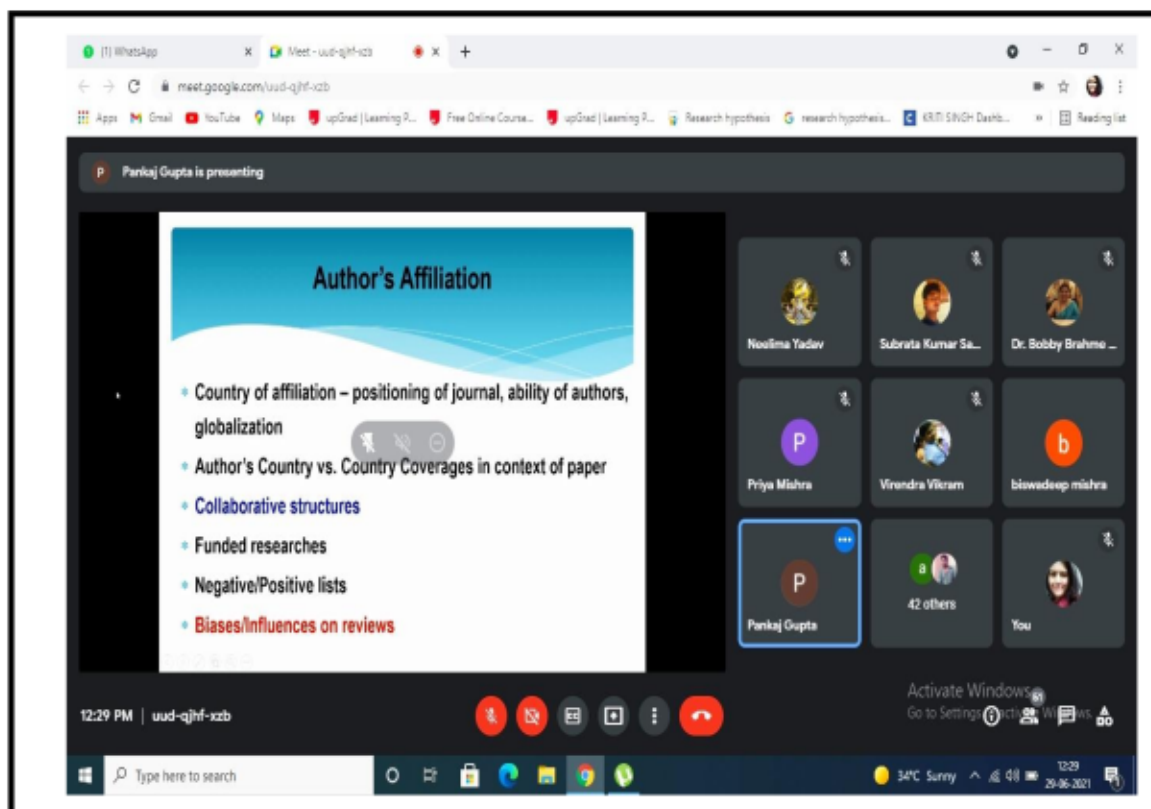 (1) WhatsApp
Meet - uud-qjhf-xzb
meet.google.com/uud-qjhf-xzb
Apps Gmail YouTube Maps upGrad | Learning P... Free Online Course... upGrad | Learning P... Research hypothesis research hypothesis... KRITI SINGH Dashb... » Reading list
P Pankaj Gupta is presenting
Author's Affiliation
Country of affiliation – positioning of journal, ability of authors,
globalization
Author's Country vs. Country Coverages in context of paper
Collaborative structures
Funded researches
Negative/Positive lists
Biases/Influences on reviews
Neelima Yadav
Subrata Kumar Sa...
Dr. Bobby Brahme ...
P
Priya Mishra
Virendra Vikram
b
biswadeep mishra
P
Pankaj Gupta
a
42 others
You
Activate Windows
Go to Settings
51
12:29 PM | uud-qjhf-xzb
Type here to search
34°C Sunny
12:29
29-06-2021